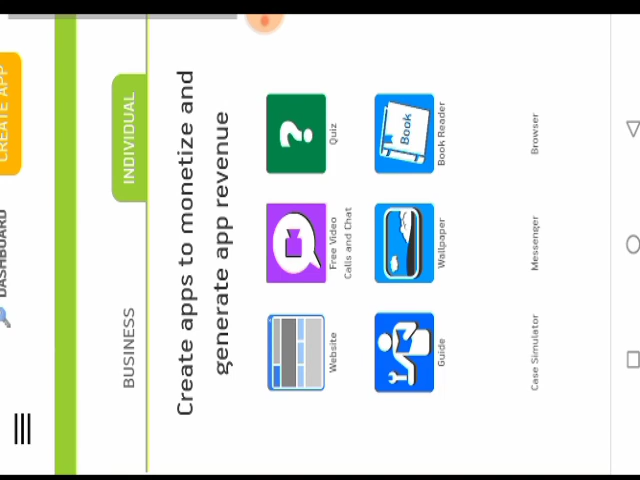 DASHBOARD
CREATE APP
BUSINESS
INDIVIDUAL
Create apps to monetize and
generate app revenue
Website
Free Video
Calls and Chat
Quiz
Book
Guide
Wallpaper
Book Reader
Case Simulator
Messenger
Browser